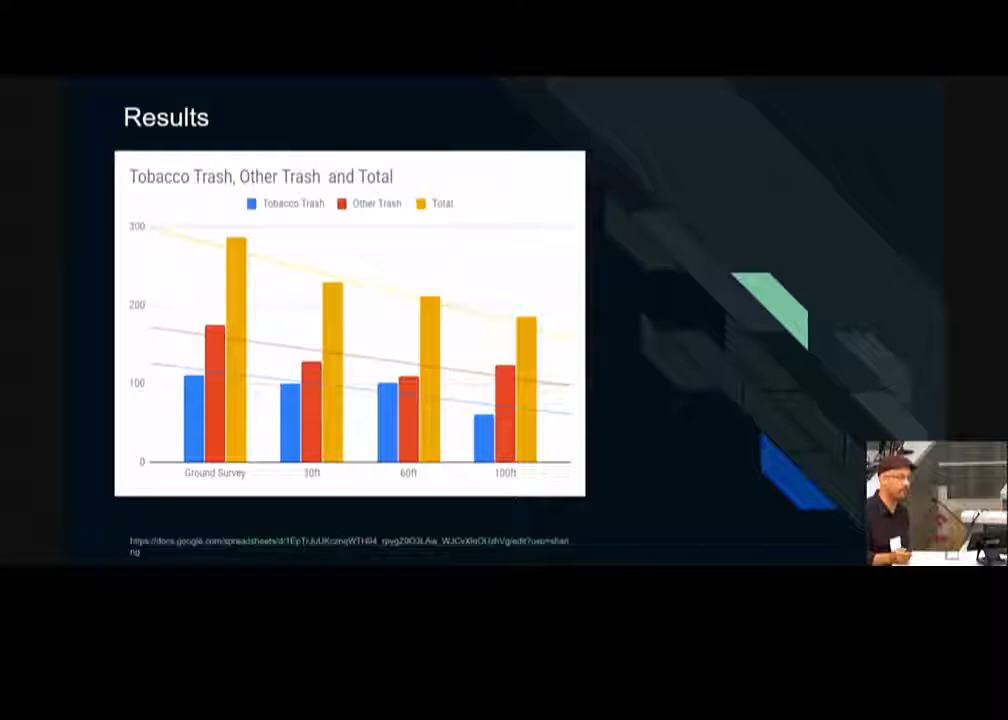 Results
Tobacco Trash, Other Trash and Total
Tobacco Trash Other Trash Total
300
200
100
0
Ground Survey 30ft 60ft 100ft